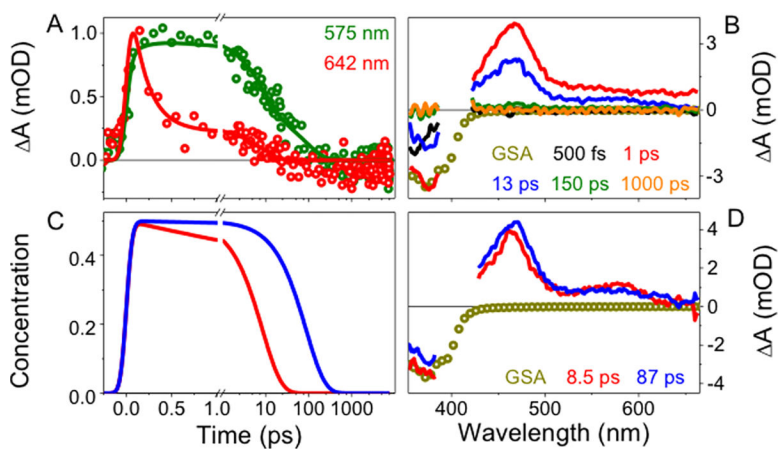 A
575 nm
642 nm
1.0
0.5
0.0
ΔA (mOD)
B
GSA 500 fs 1 ps
13 ps 150 ps 1000 ps
3
0
-3
ΔA (mOD)
C
0.4
0.2
0.0
Concentration
0.0 0.5 1.0 10 100 1000
Time (ps)
D
GSA 8.5 ps 87 ps
4
2
0
-2
-4
ΔA (mOD)
400 500 600
Wavelength (nm)